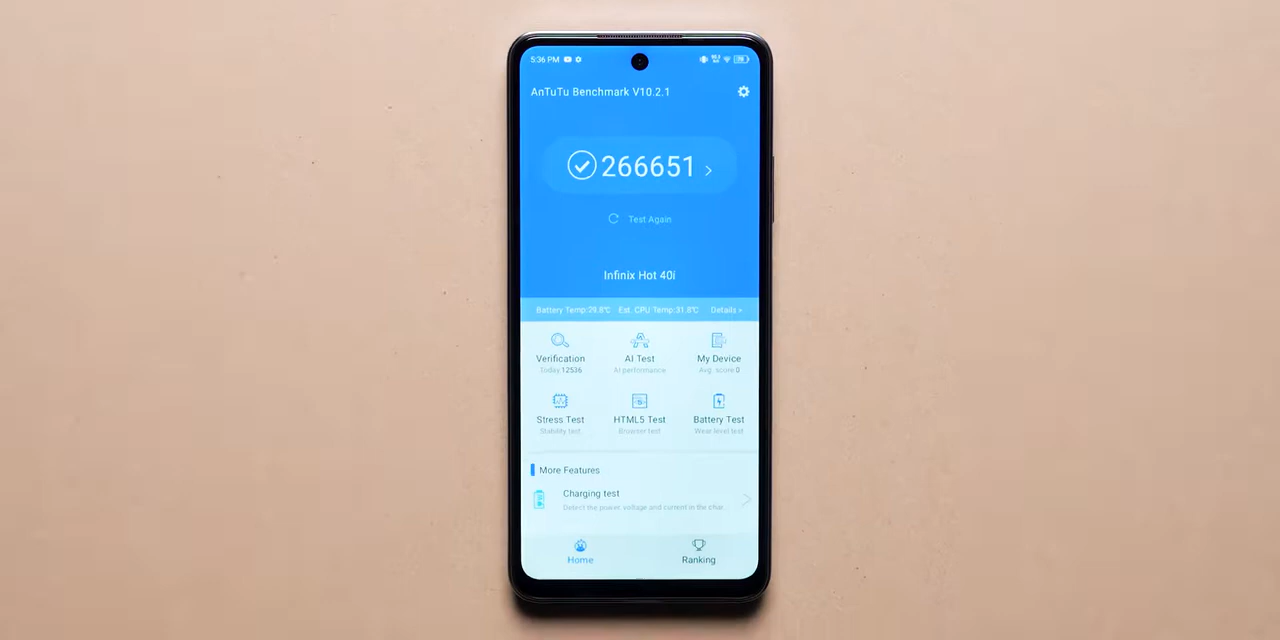 5:36 PM
AnTuTu Benchmark V10.2.1
266651 >
Test Again
Infinix Hot 40i
Battery Temp:29.8℃ Est. CPU Temp:31.8℃ Details >
Verification AI Test My Device
Today 12536 AI performance Avg. score 0
Stress Test HTML5 Test Battery Test
Stability test Browser test Wear level test
More Features
Charging test
Detect the power, voltage and current in the char
Home Ranking